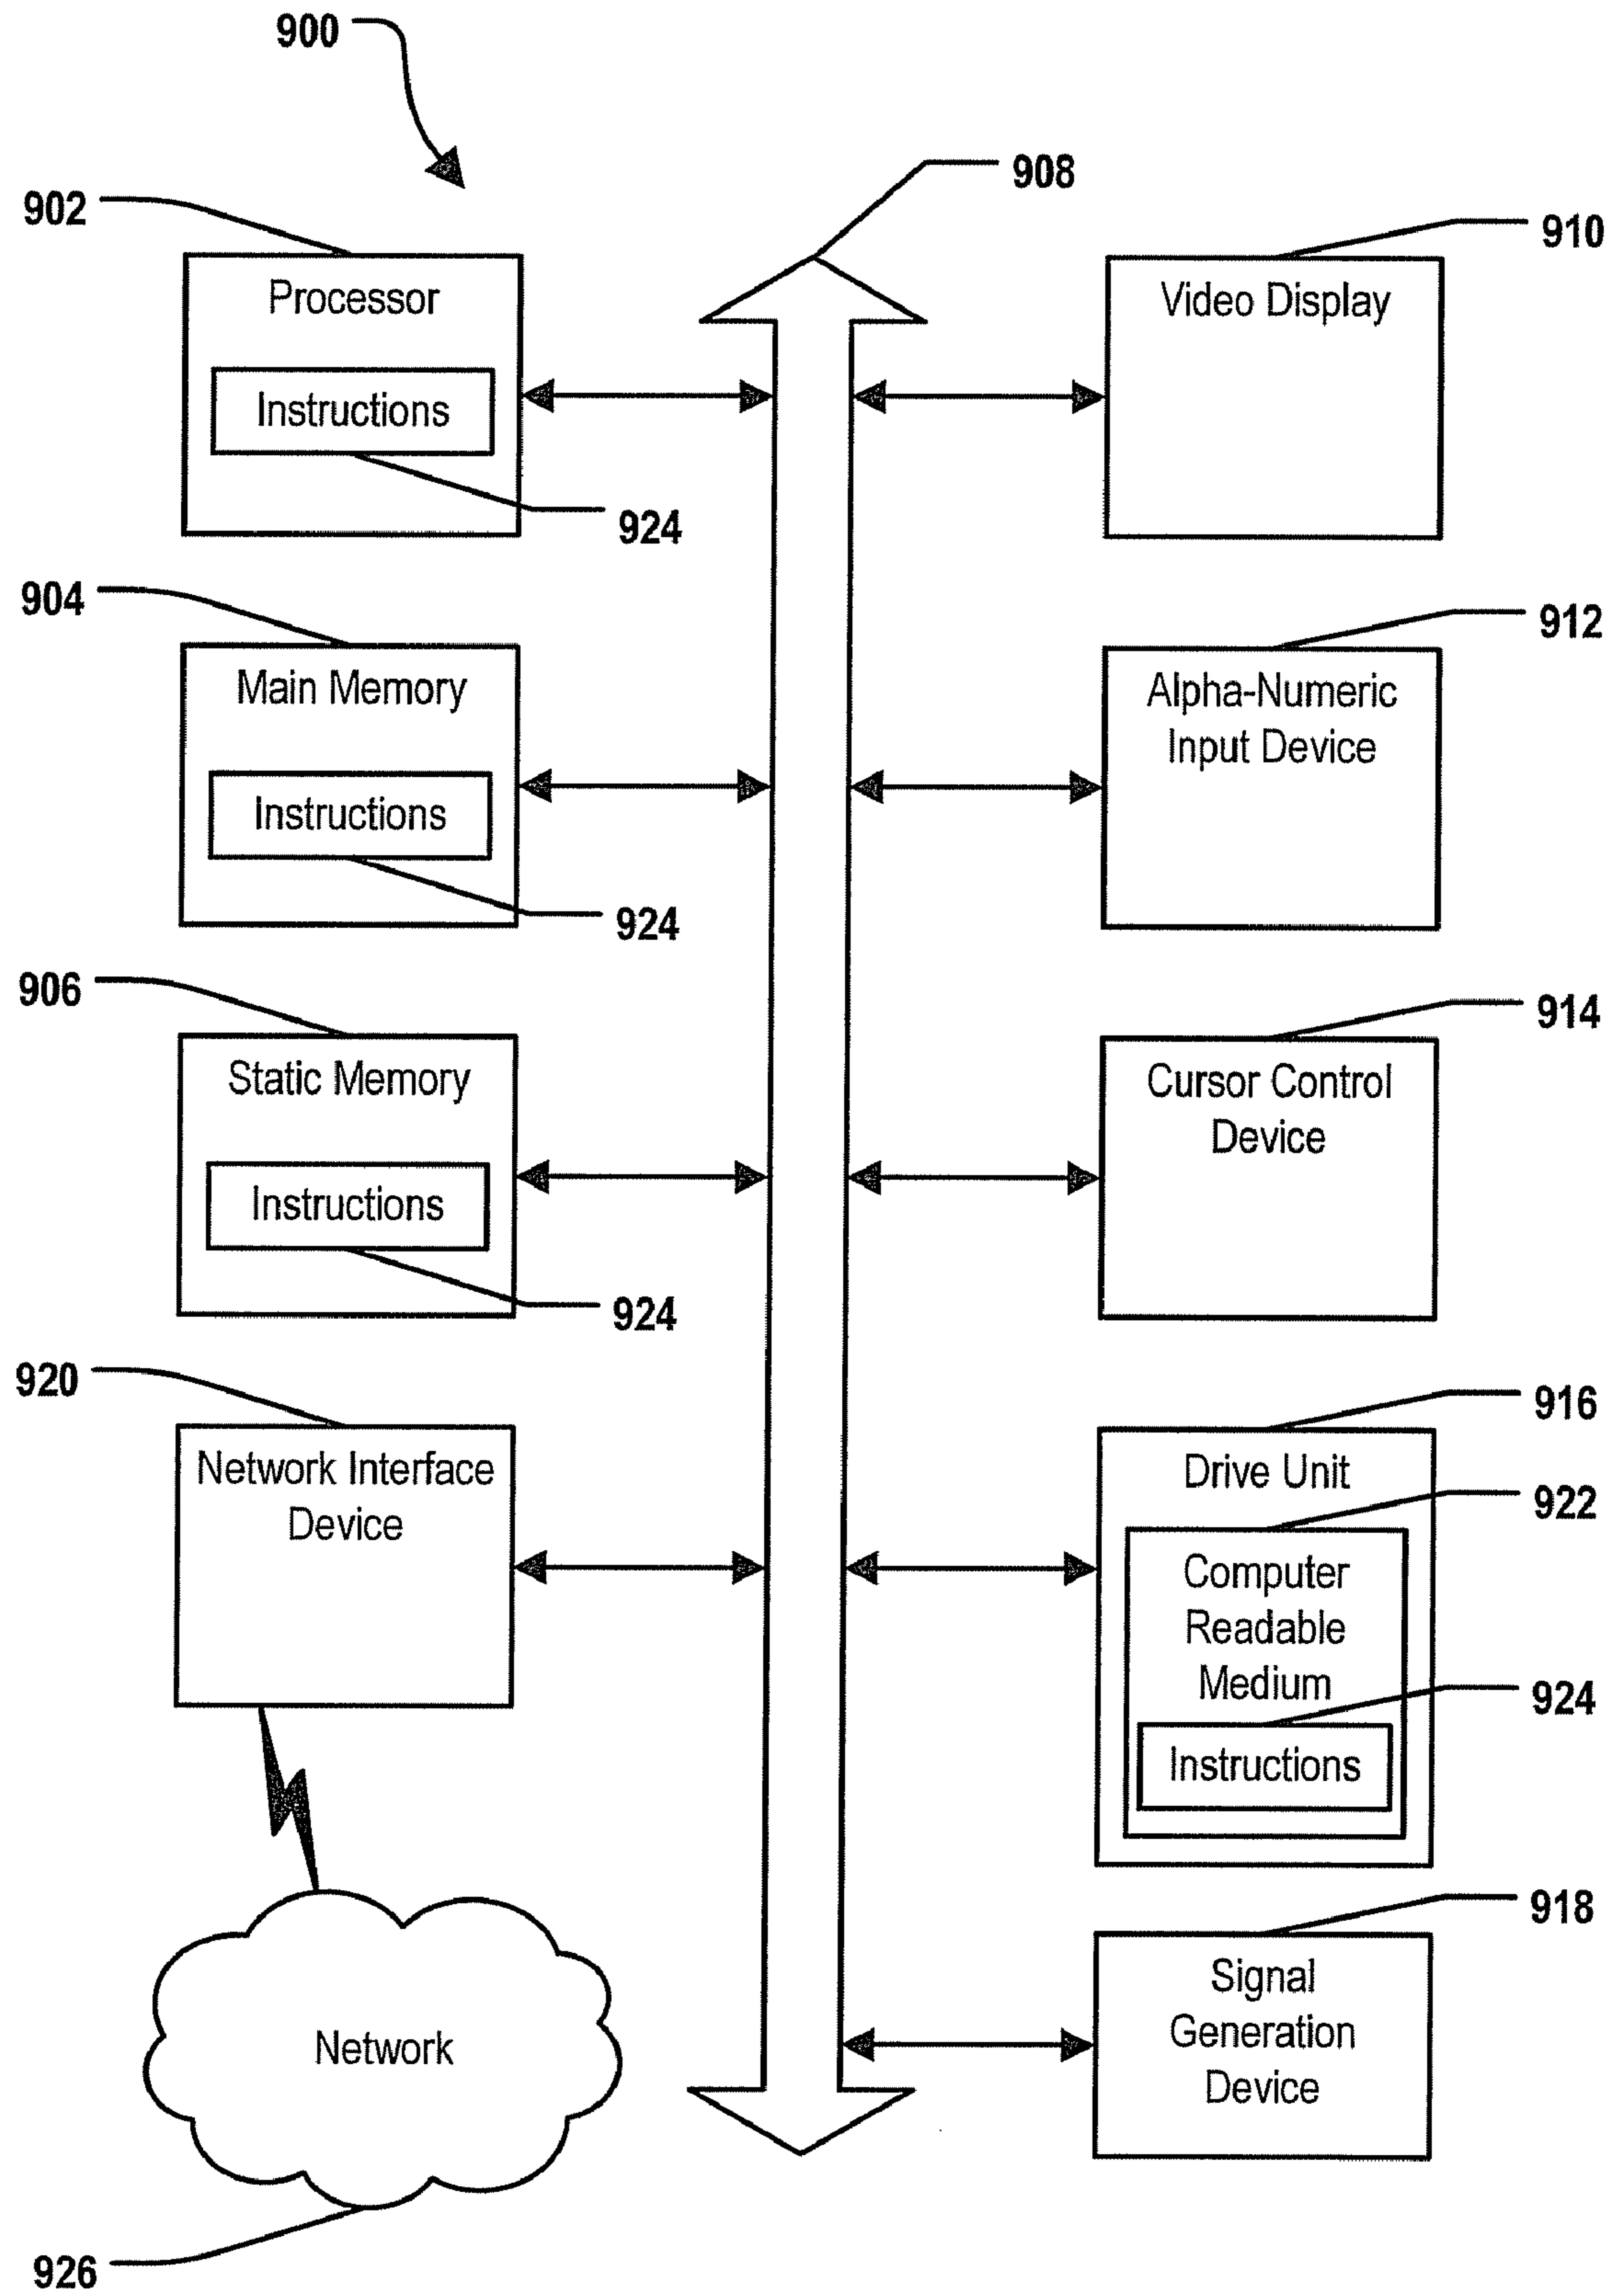 900
908
902
910
Processor
Instructions
924
Video Display
904
912
Main Memory
Instructions
924
Alpha-Numeric
Input Device
906
914
Static Memory
Instructions
924
Cursor Control
Device
920
916
Network Interface
Device
Drive Unit
922
Computer
Readable
Medium
924
Instructions
918
Signal
Generation
Device
Network
926